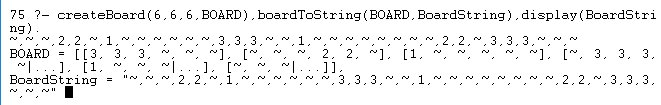 75 ?- createBoard(6,6,6,BOARD),boardToString(BOARD,BoardString),display(BoardStri
ng).
~,~,~,2,2,~,1,~,~,~,~,~,~,3,3,3,~,~,1,~,~,~,~,~,~,~,~,2,2,~,3,3,3,~,~,~
BOARD = [[3, 3, 3, ~, ~, ~], [~, ~, ~, 2, 2, ~], [1, ~, ~, ~, ~, ~], [~, 3, 3, 3,
 ~|...], [1, ~, ~, ~|...], [~, ~, ~|...]],
BoardString = "~,~,~,2,2,~,1,~,~,~,~,~,~,3,3,3,~,~,1,~,~,~,~,~,~,~,~,2,2,~,3,3,3
,~,~,~"